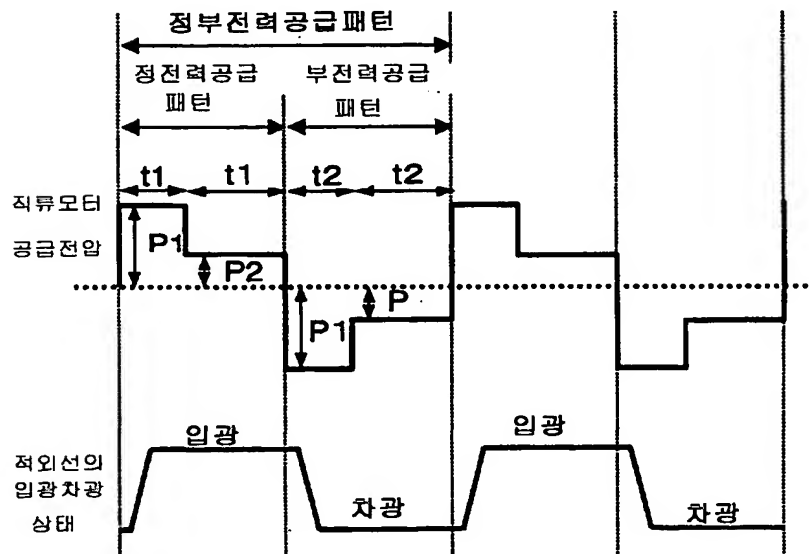 정부전력공급패턴
정전력공급
패턴
부전력공급
패턴
t1
t1
t2
t2
직류모터
공급전압
P1
P2
P1
P
입광
입광
적외선의
입광차광
상태
차광
차광